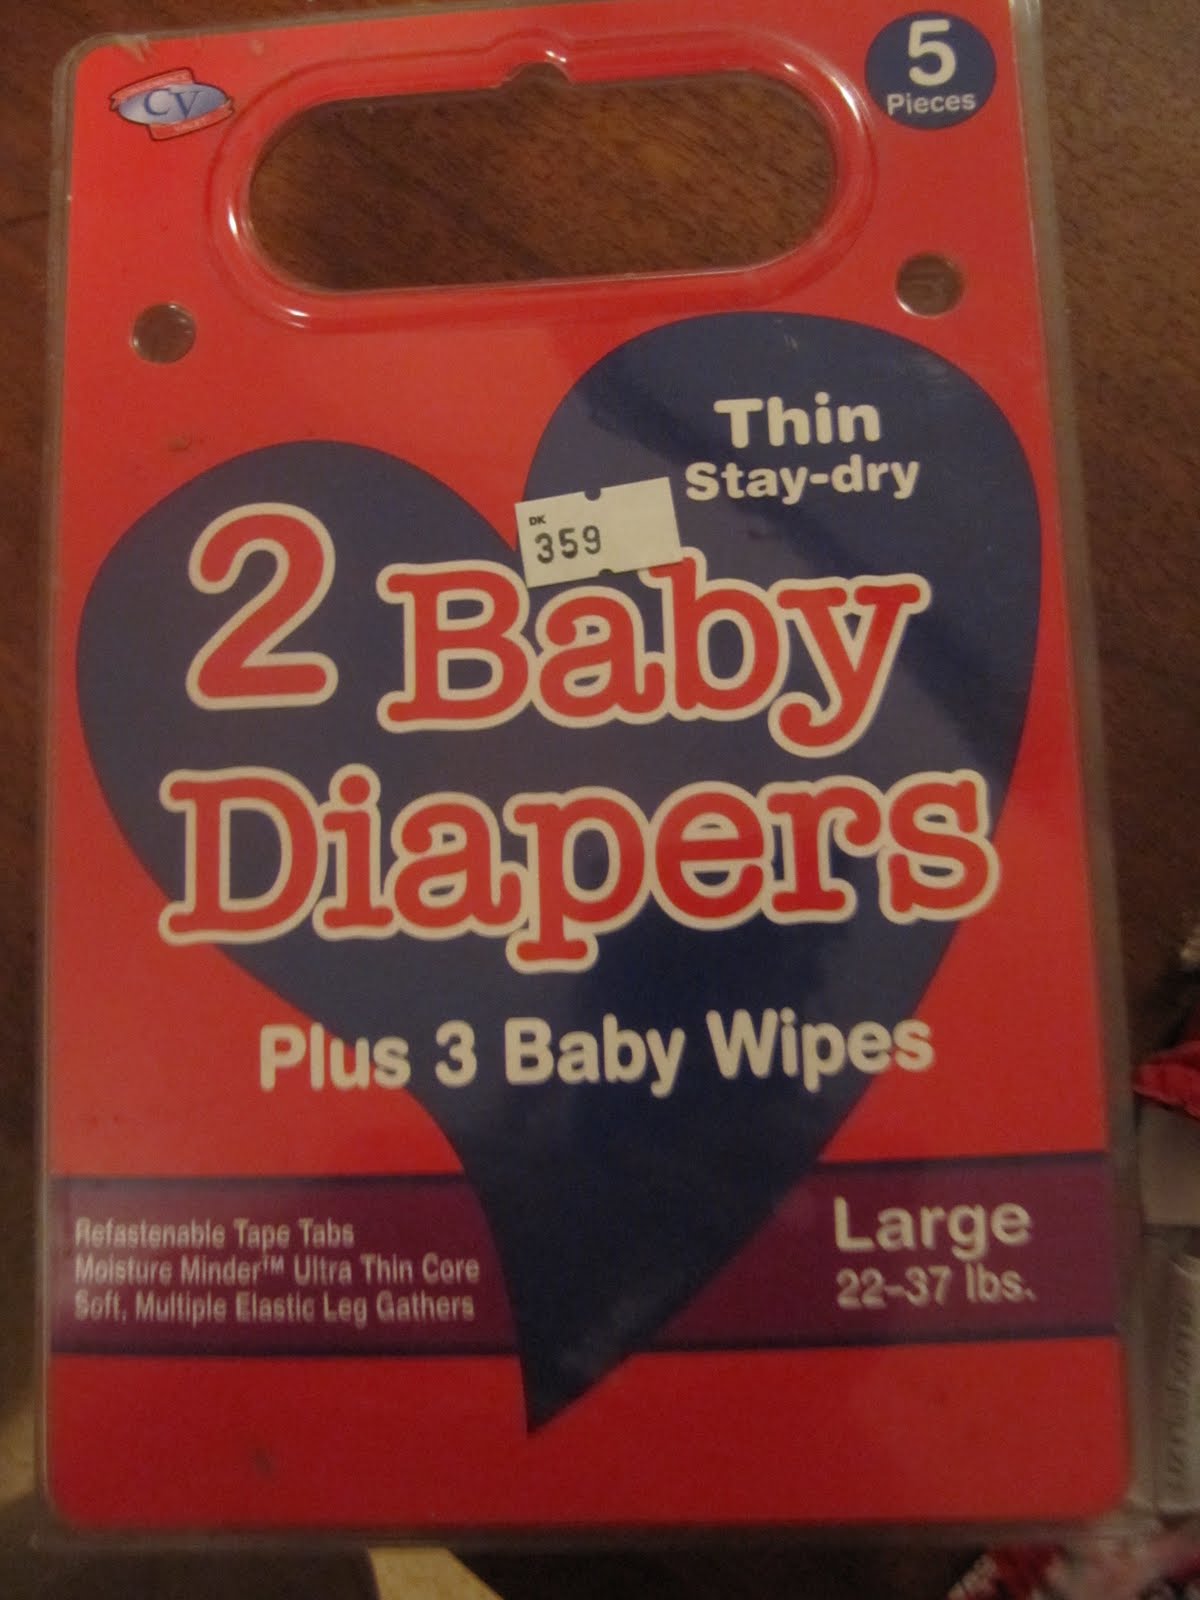 CV
5
Pieces
Thin
Stay-dry
DK
359
2 Baby
Diapers
Plus 3 Baby Wipes
Refastenable Tape Tabs
Moisture Minder™ Ultra Thin Core
Soft, Multiple Elastic Leg Gathers
Large
22-37 lbs.